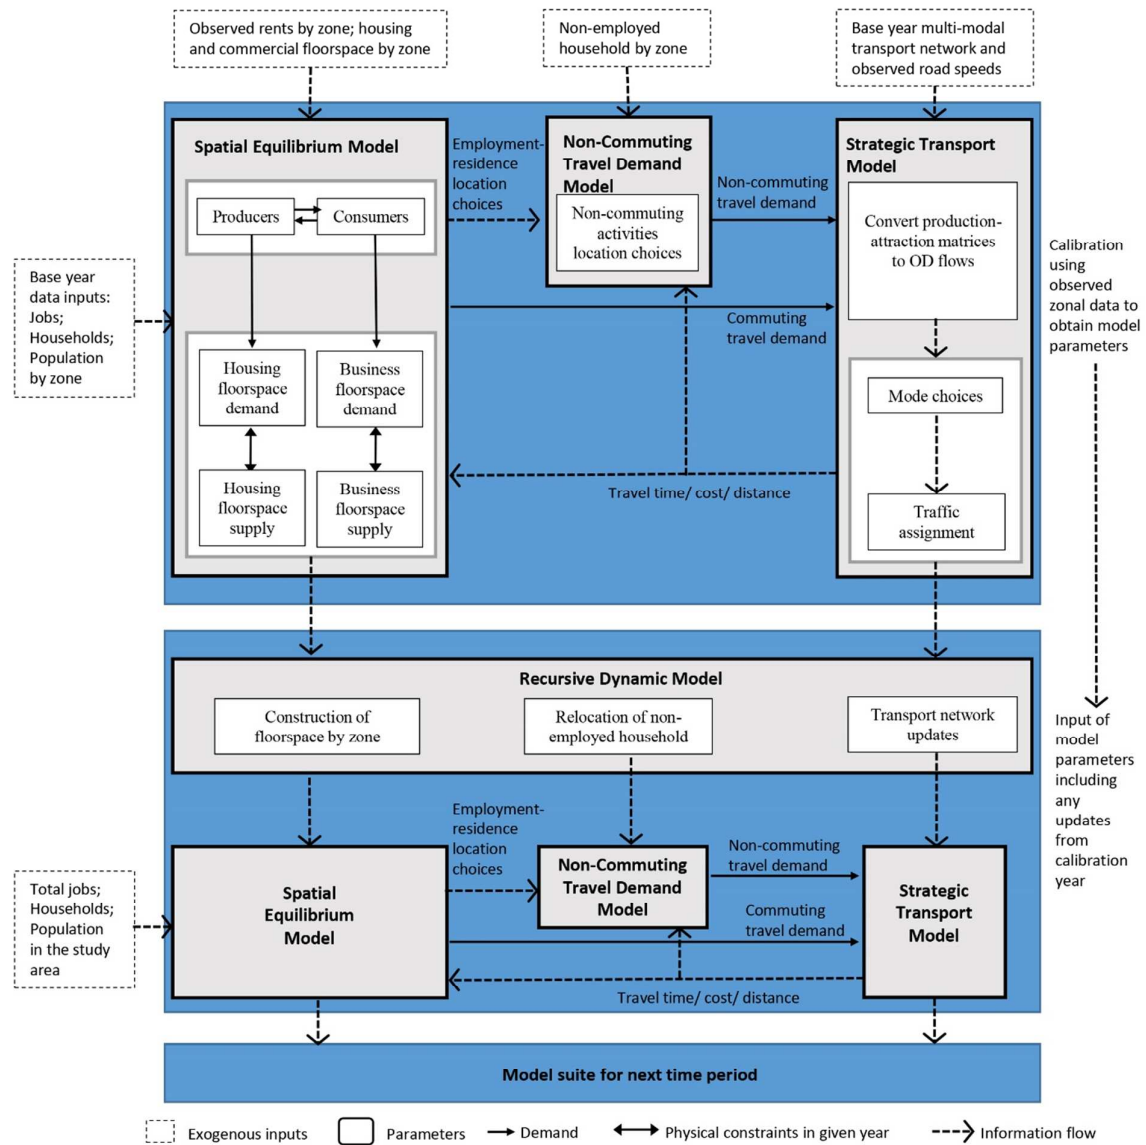 Observed rents by zone; housing
and commercial floorspace by zone
Non-employed
household by zone
Base year multi-modal
transport network and
observed road speeds
Spatial Equilibrium Model
Producers
Consumers
Housing
floorspace
demand
Business
floorspace
demand
Housing
floorspace
supply
Business
floorspace
supply
Employment-
residence
location
choices
Non-Commuting
Travel Demand
Model
Non-commuting
activities
location choices
Non-commuting
travel demand
Commuting
travel demand
Travel time/ cost/ distance
Strategic Transport
Model
Convert production-
attraction matrices
to OD flows
Mode choices
Traffic
assignment
Base year
data inputs:
Jobs;
Households;
Population
by zone
Calibration
using
observed
zonal data to
obtain model
parameters
Recursive Dynamic Model
Construction of
floorspace by zone
Relocation of non-
employed household
Transport network
updates
Input of
model
parameters
including
any
updates
from
calibration
year
Total jobs;
Households;
Population
in the study
area
Spatial
Equilibrium
Model
Employment-
residence
location
choices
Non-Commuting
Travel Demand
Model
Non-commuting
travel demand
Commuting
travel demand
Travel time/ cost/ distance
Strategic
Transport
Model
Model suite for next time period
Exogenous inputs
Parameters
Demand
Physical constraints in given year
Information flow